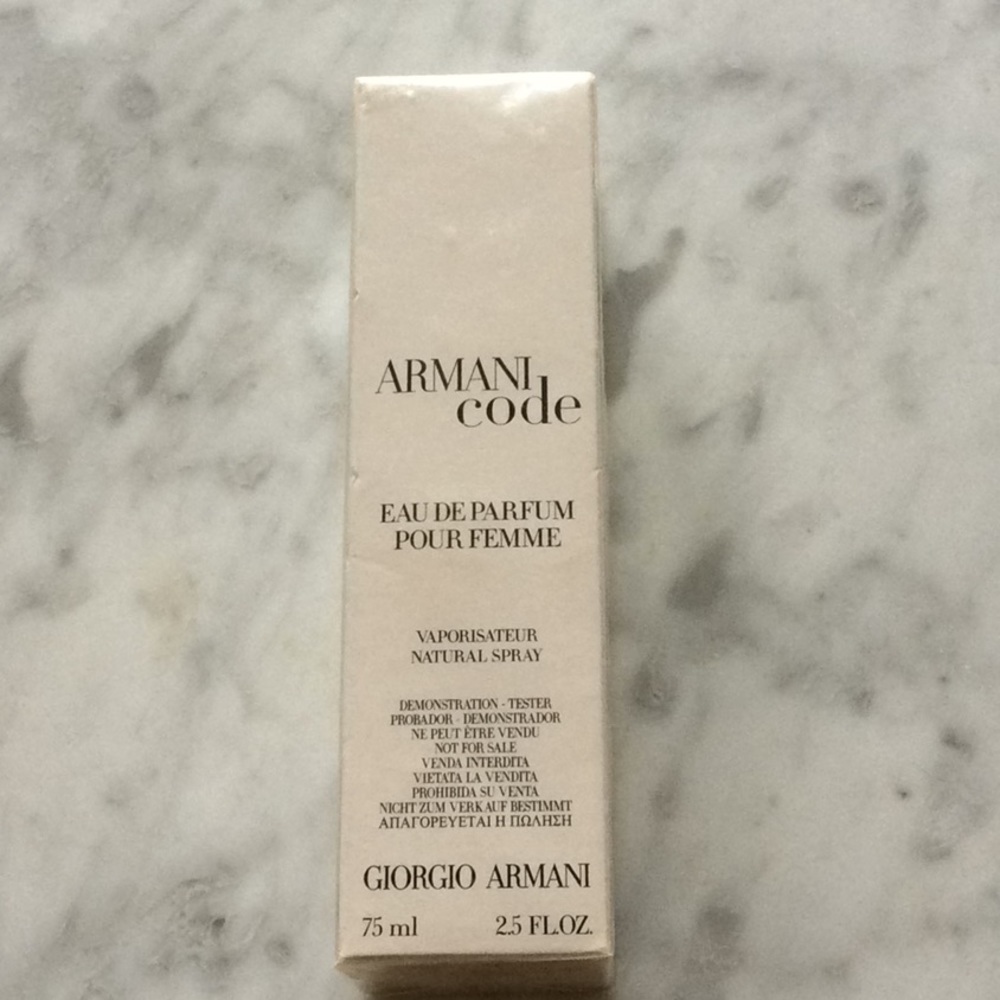 ARMANI
code
EAU DE PARFUM
POUR FEMME
VAPORISATEUR
NATURAL SPRAY
DEMONSTRATION - TESTER
PROBADOR - DEMONSTRADOR
NE PEUT ÊTRE VENDU
NOT FOR SALE
VENDA INTERDITA
VIETATA LA VENDITA
PROHIBIDA SU VENTA
NICHT ZUM VERKAUF BESTIMMT
ΑΠΑΓΟΡΕΥΕΤΑΙ Η ΠΩΛΗΣΗ
GIORGIO ARMANI
75 ml 2.5 FL.OZ.